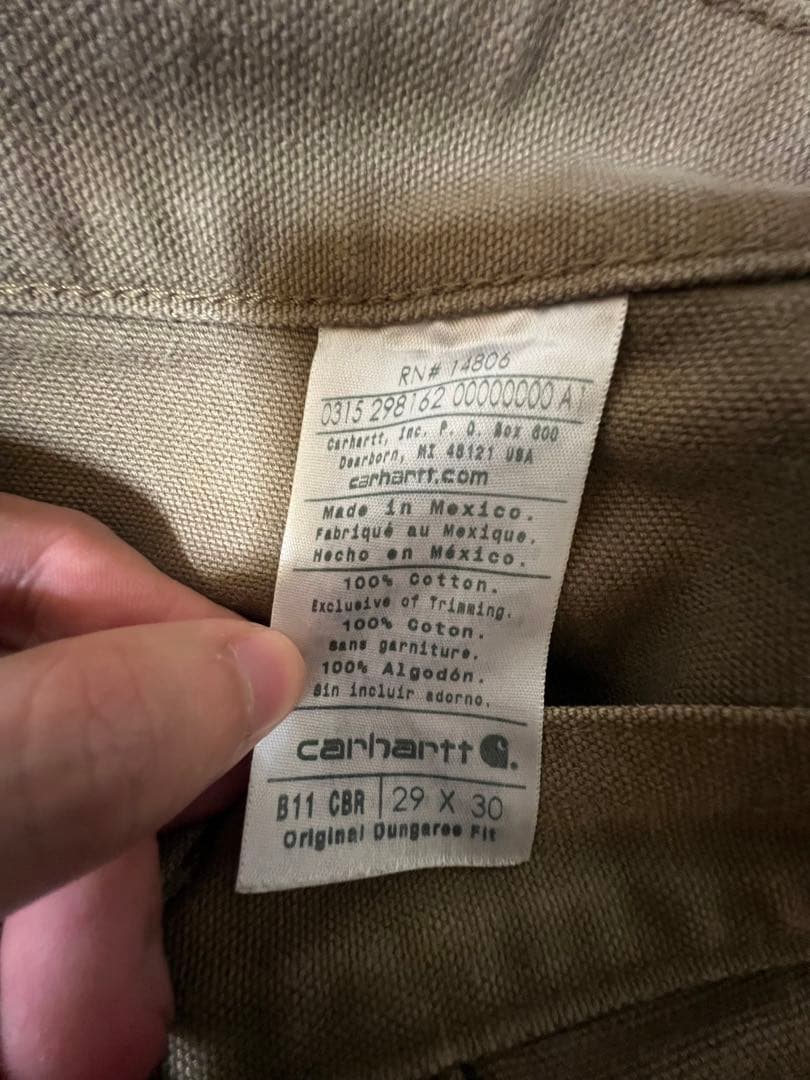 RN# 14806
0315 298162 00000000 A1
Carhartt, Inc. P. O. Box 600
Dearborn, MI 48121 USA
carhartt.com
Made in Mexico.
Fabriqué au Mexique.
Hecho en México.
100% Cotton.
Exclusive of Trimming.
100% Coton.
sans garniture.
100% Algodón.
Sin incluir adorno.
carhartt
B11 CBR 29 X 30
Original Dungaree Fit